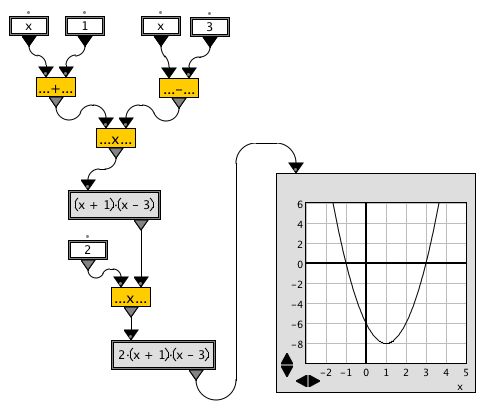 x 1 x 3
...+... ...−...
...x...
(x + 1)·(x − 3)
2
...x...
2·(x + 1)·(x − 3)
6
4
2
0
−2
−4
−6
−8
−2 −1 0 1 2 3 4 5
x